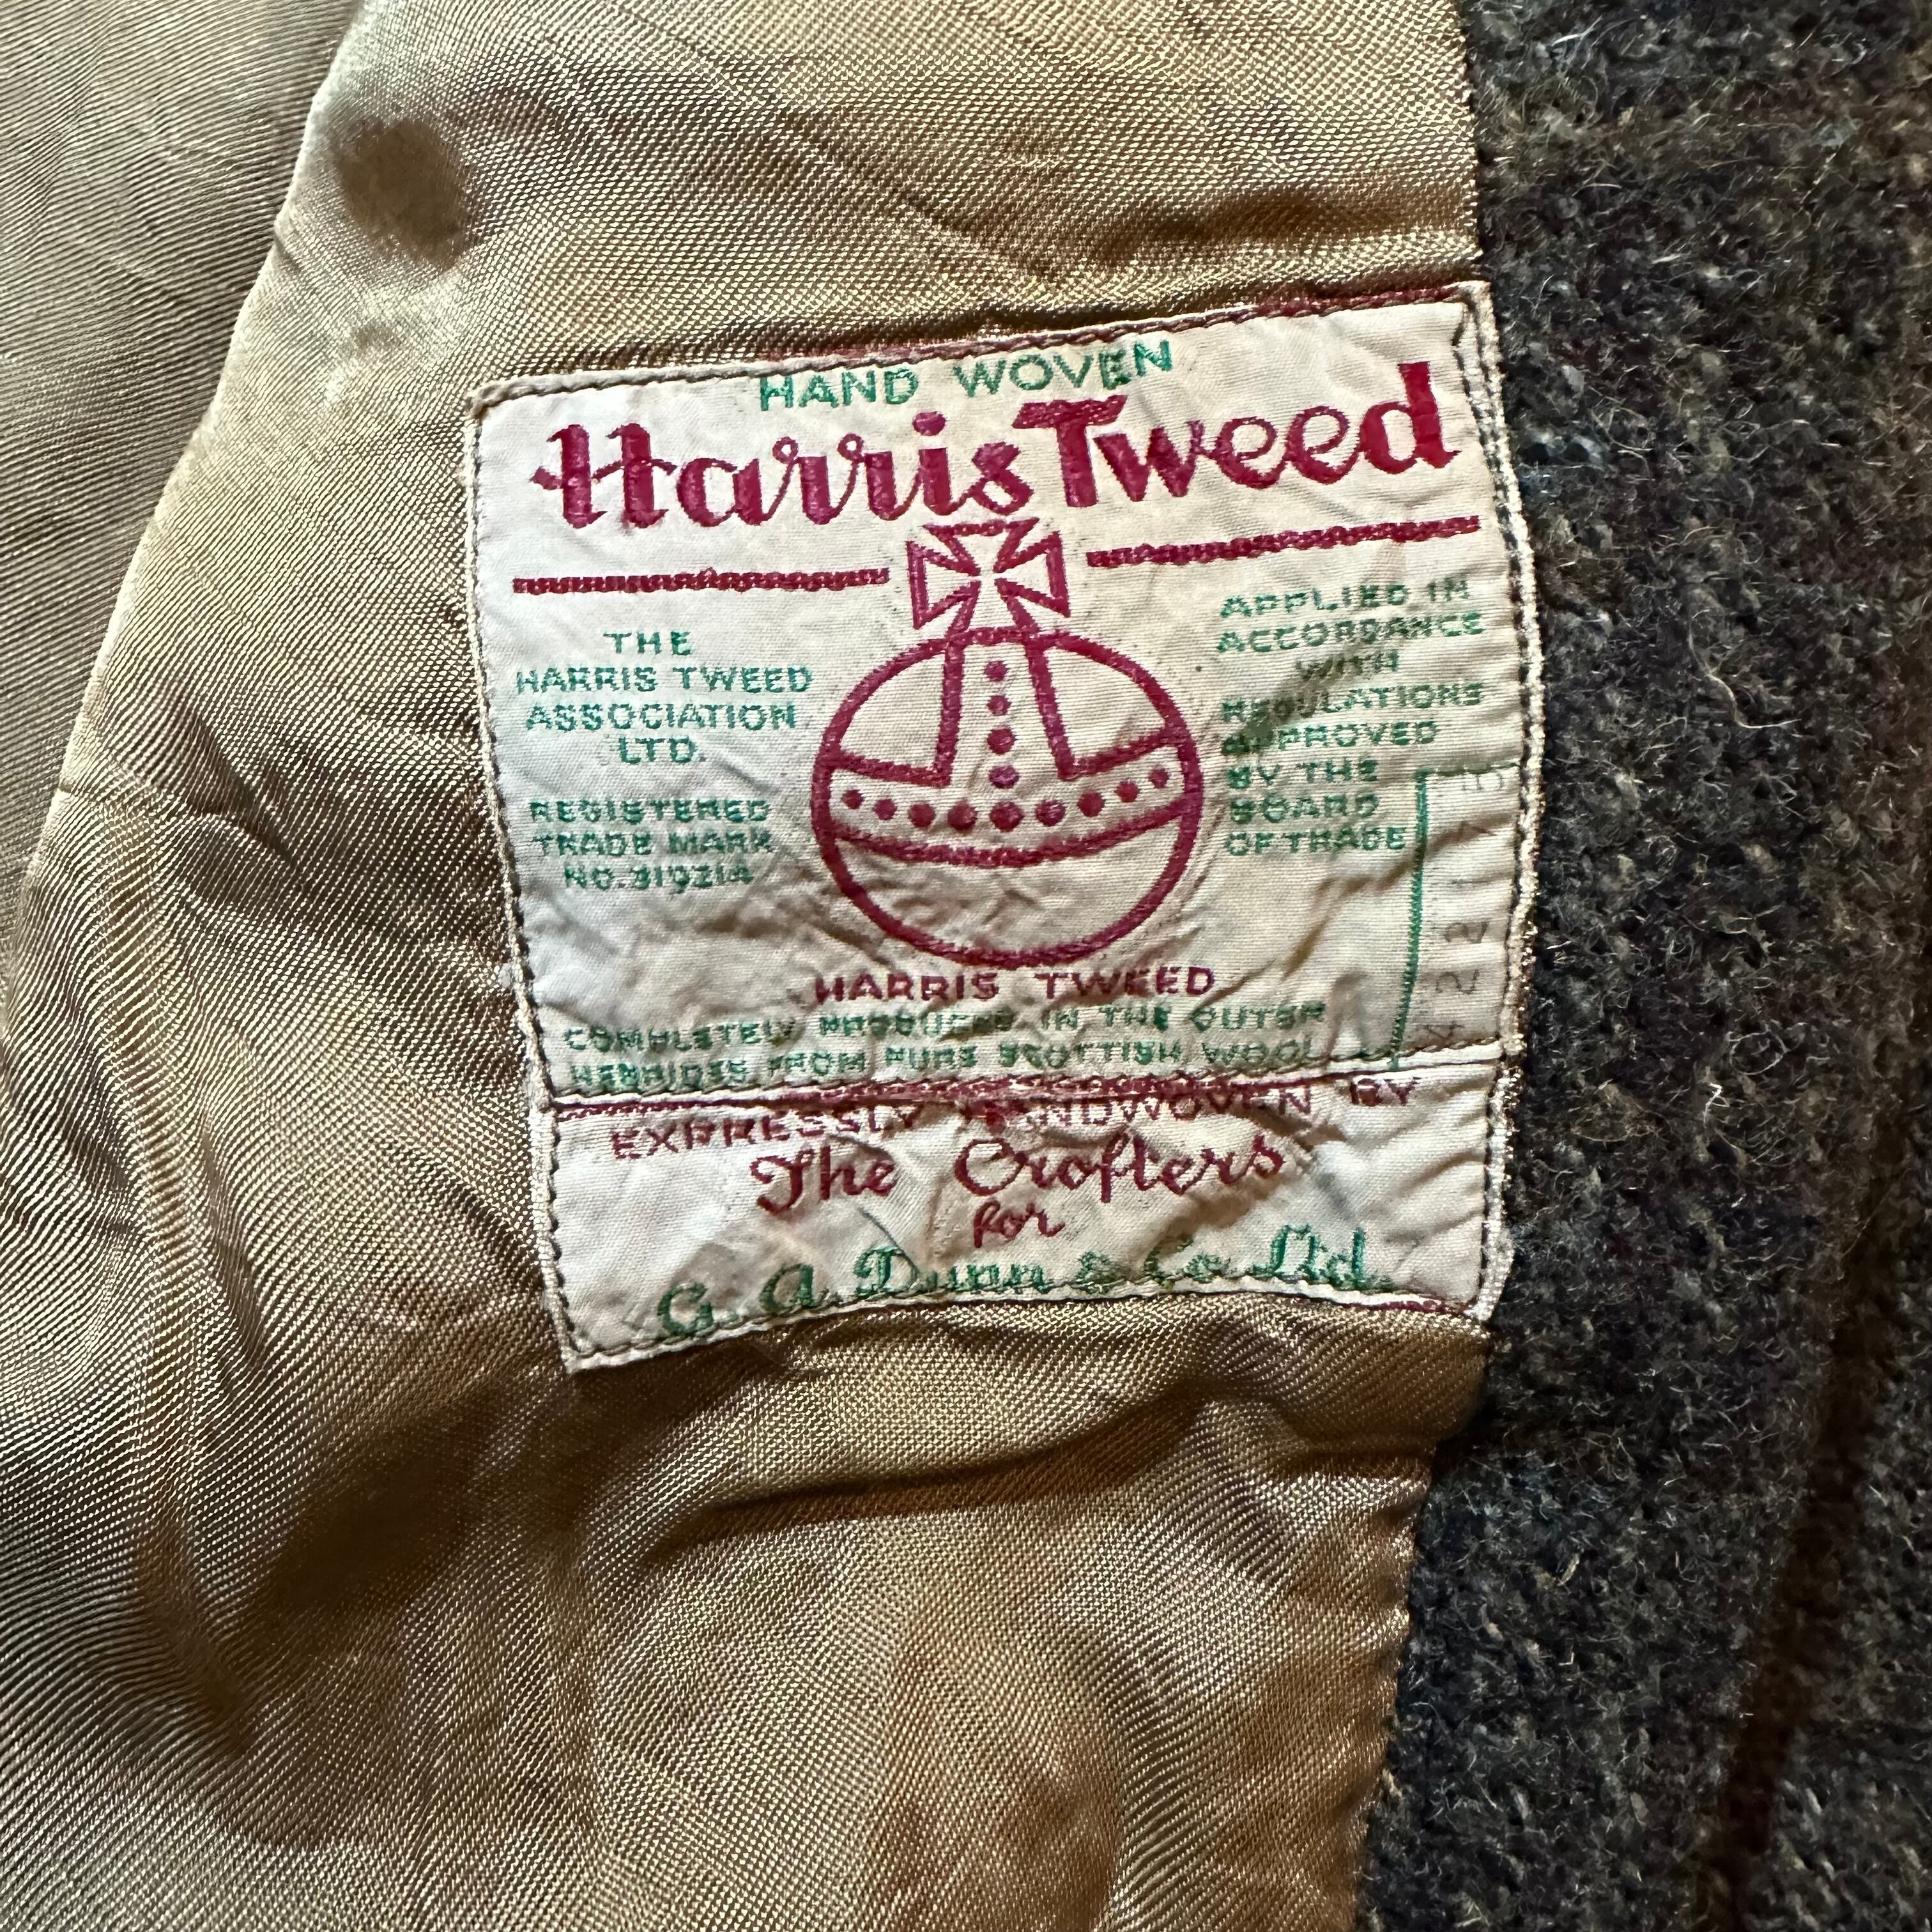 HAND WOVEN
Harris Tweed
THE
HARRIS TWEED
ASSOCIATION
LTD.
REGISTERED
TRADE MARK
NO. 319214
APPLIED IN
ACCORDANCE
WITH
REGULATIONS
APPROVED
BY THE
BOARD
OF TRADE
HARRIS TWEED
COMPLETELY PRODUCED IN THE OUTER
HEBRIDES FROM PURE SCOTTISH WOOL
EXPRESSLY HANDWOVEN BY
The Crofters
for
G. A. Dunn & Co. Ltd.